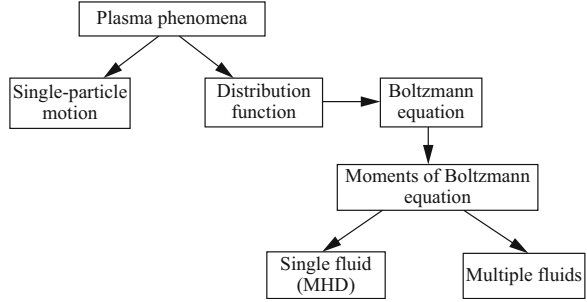 Plasma phenomena
Single-particle
motion
Distribution
function
Boltzmann
equation
Moments of Boltzmann
equation
Single fluid
(MHD)
Multiple fluids